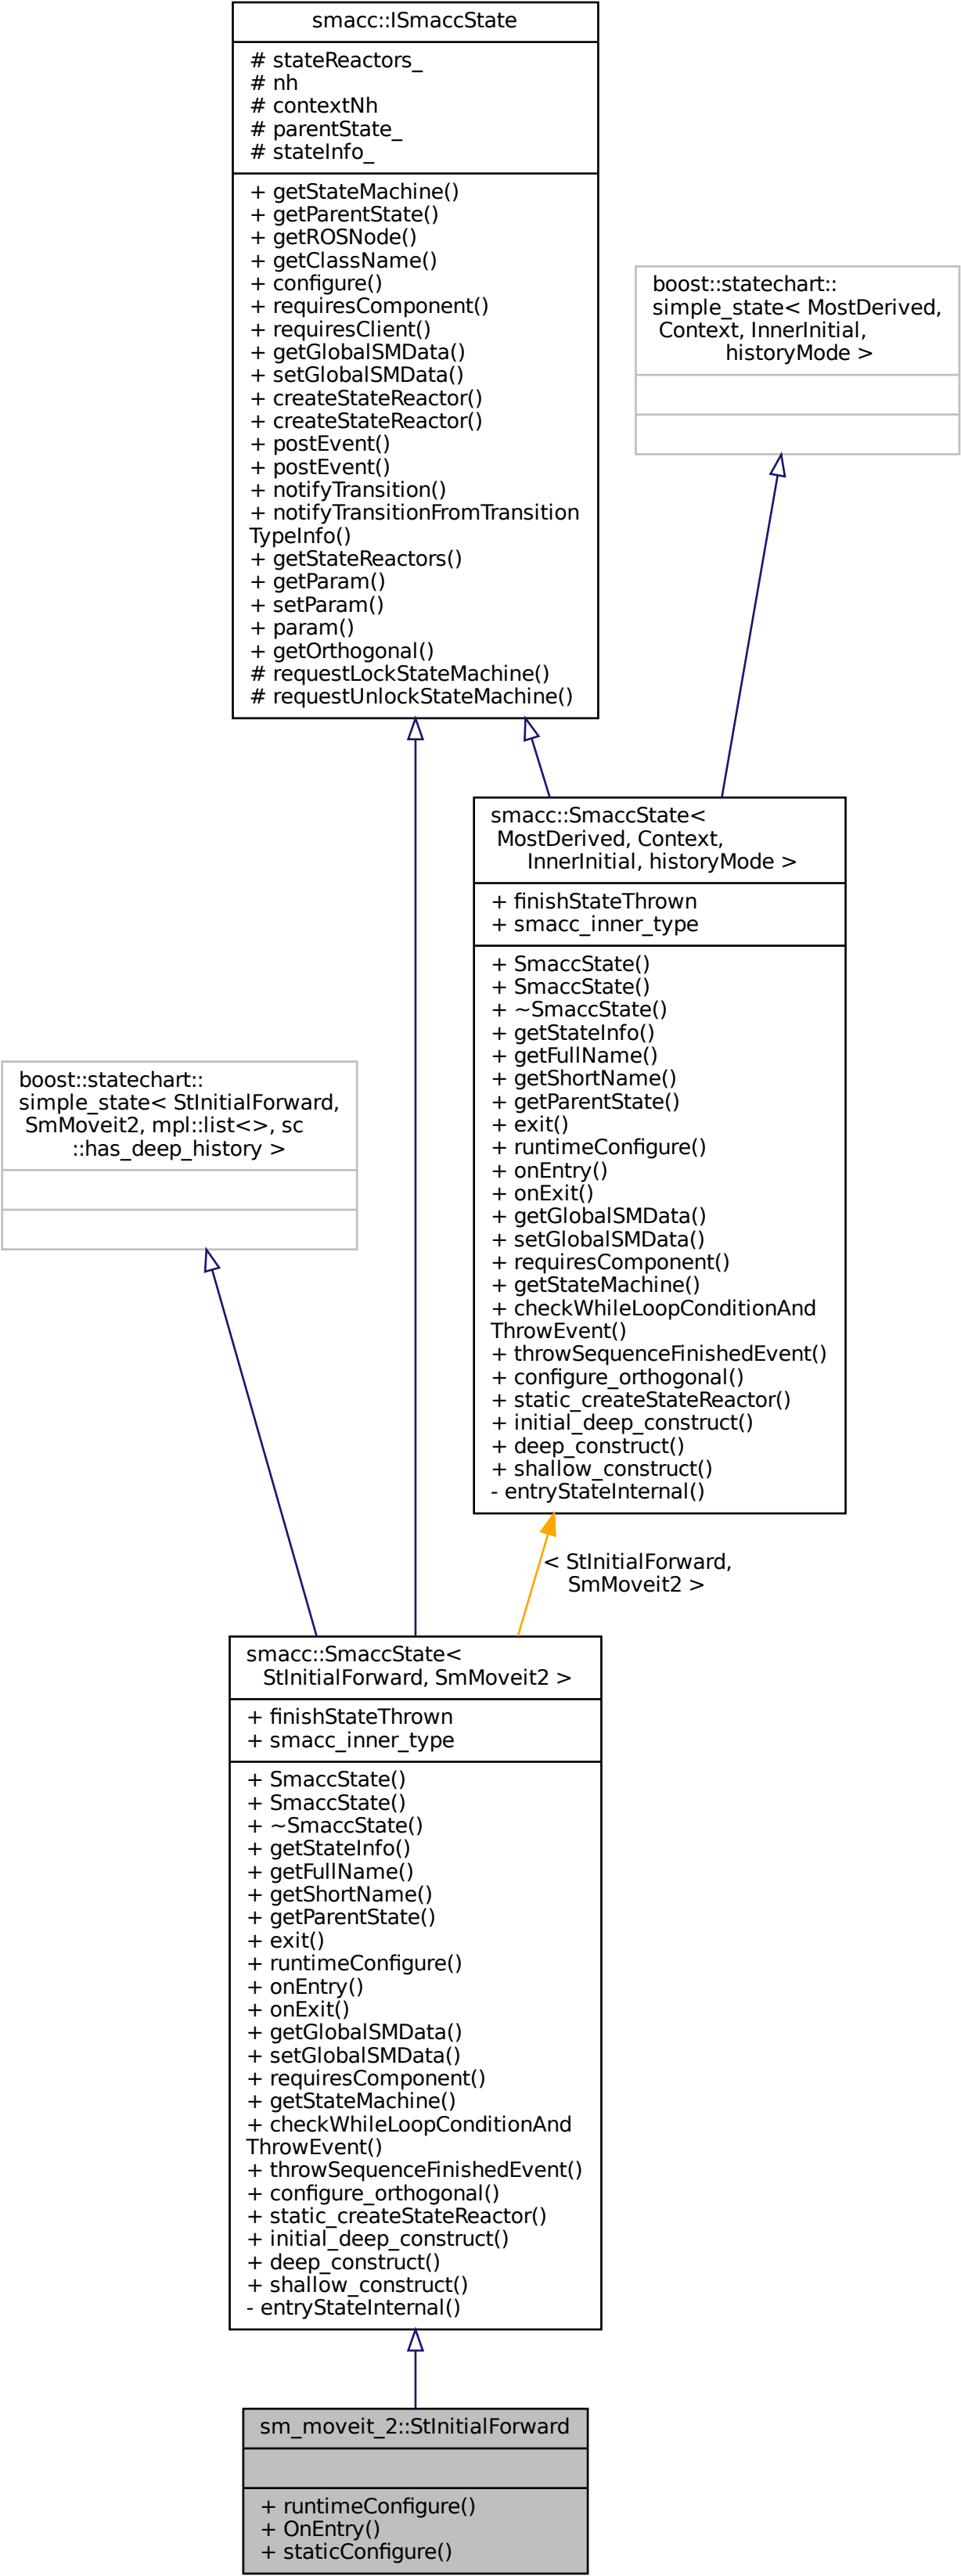 smacc::ISmaccState
# stateReactors_
# nh
# contextNh
# parentState_
# stateInfo_
+ getStateMachine()
+ getParentState()
+ getROSNode()
+ getClassName()
+ configure()
+ requiresComponent()
+ requiresClient()
+ getGlobalSMData()
+ setGlobalSMData()
+ createStateReactor()
+ createStateReactor()
+ postEvent()
+ postEvent()
+ notifyTransition()
+ notifyTransitionFromTransition
TypeInfo()
+ getStateReactors()
+ getParam()
+ setParam()
+ param()
+ getOrthogonal()
# requestLockStateMachine()
# requestUnlockStateMachine()
boost::statechart::
simple_state< MostDerived,
Context, InnerInitial,
historyMode >
smacc::SmaccState<
MostDerived, Context,
InnerInitial, historyMode >
+ finishStateThrown
+ smacc_inner_type
+ SmaccState()
+ SmaccState()
+ ~SmaccState()
+ getStateInfo()
+ getFullName()
+ getShortName()
+ getParentState()
+ exit()
+ runtimeConfigure()
+ onEntry()
+ onExit()
+ getGlobalSMData()
+ setGlobalSMData()
+ requiresComponent()
+ getStateMachine()
+ checkWhileLoopConditionAnd
ThrowEvent()
+ throwSequenceFinishedEvent()
+ configure_orthogonal()
+ static_createStateReactor()
+ initial_deep_construct()
+ deep_construct()
+ shallow_construct()
- entryStateInternal()
boost::statechart::
simple_state< StInitialForward,
SmMoveit2, mpl::list<>, sc
::has_deep_history >
< StInitialForward,
SmMoveit2 >
smacc::SmaccState<
StInitialForward, SmMoveit2 >
+ finishStateThrown
+ smacc_inner_type
+ SmaccState()
+ SmaccState()
+ ~SmaccState()
+ getStateInfo()
+ getFullName()
+ getShortName()
+ getParentState()
+ exit()
+ runtimeConfigure()
+ onEntry()
+ onExit()
+ getGlobalSMData()
+ setGlobalSMData()
+ requiresComponent()
+ getStateMachine()
+ checkWhileLoopConditionAnd
ThrowEvent()
+ throwSequenceFinishedEvent()
+ configure_orthogonal()
+ static_createStateReactor()
+ initial_deep_construct()
+ deep_construct()
+ shallow_construct()
- entryStateInternal()
sm_moveit_2::StInitialForward
+ runtimeConfigure()
+ OnEntry()
+ staticConfigure()